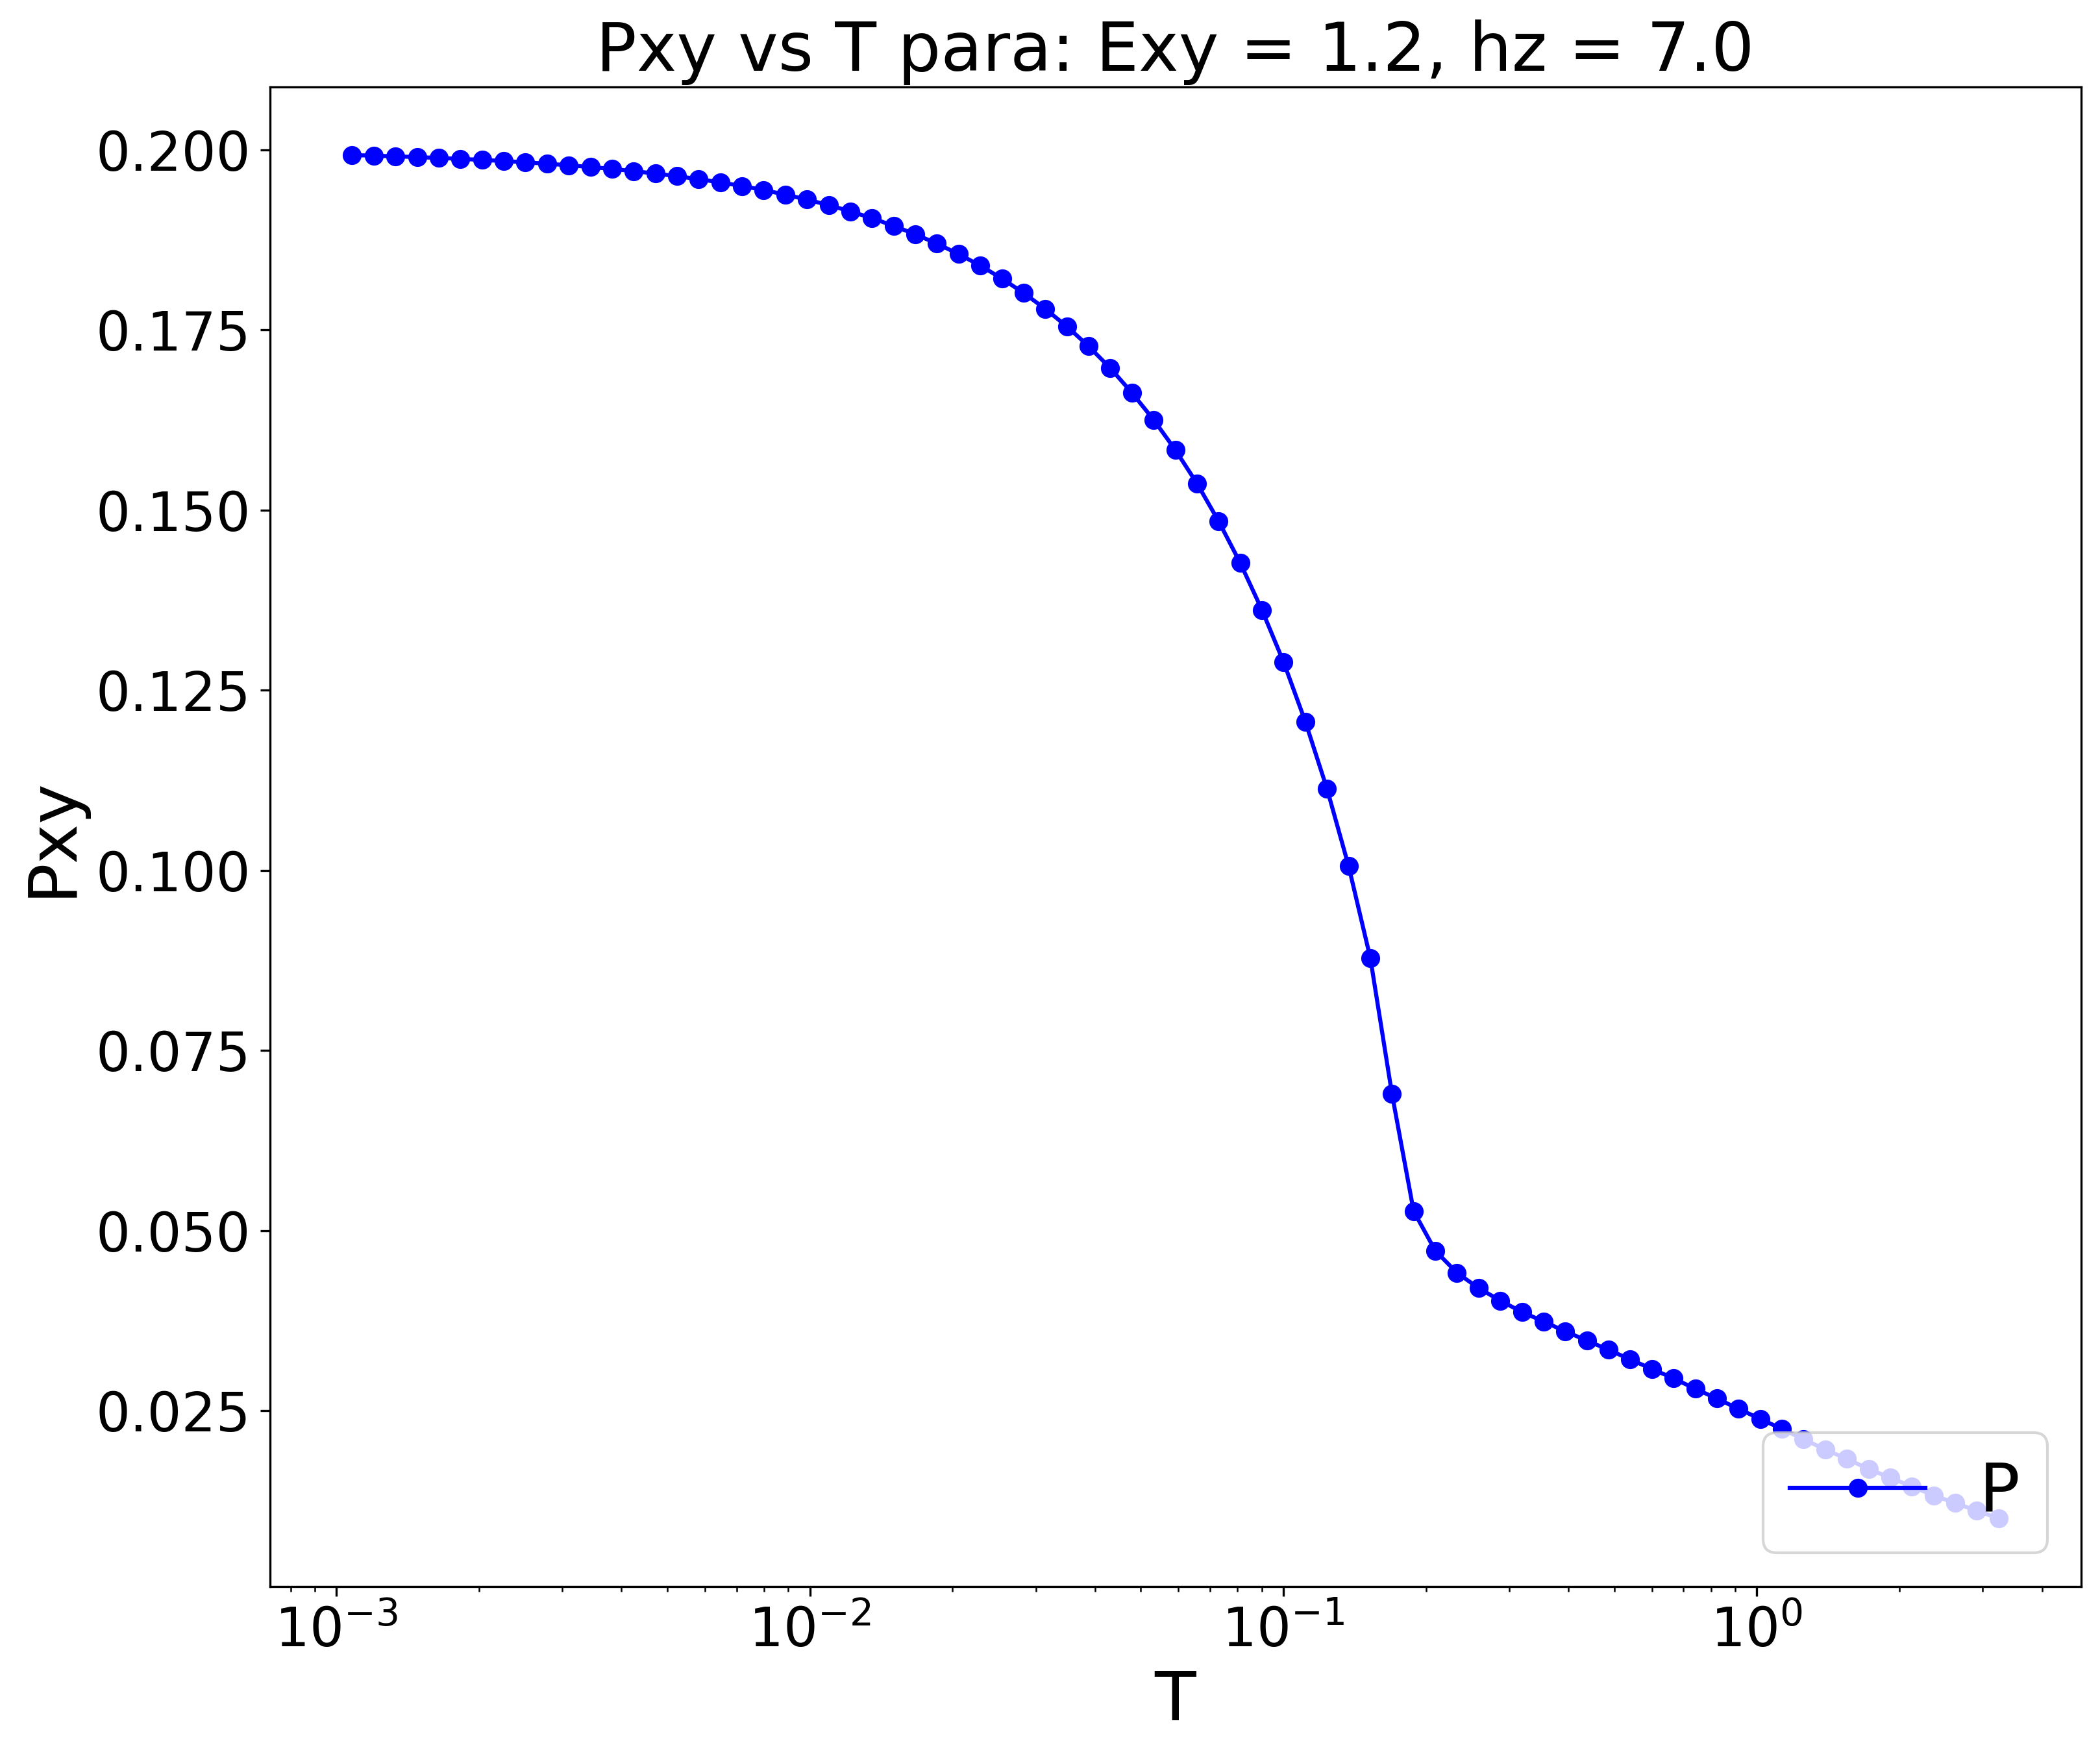 Pxy vs T para: Exy = 1.2, hz = 7.0
0.200
0.175
0.150
0.125
0.100
0.075
0.050
0.025
Pxy
P
10⁻³ 10⁻² 10⁻¹ 10⁰
T